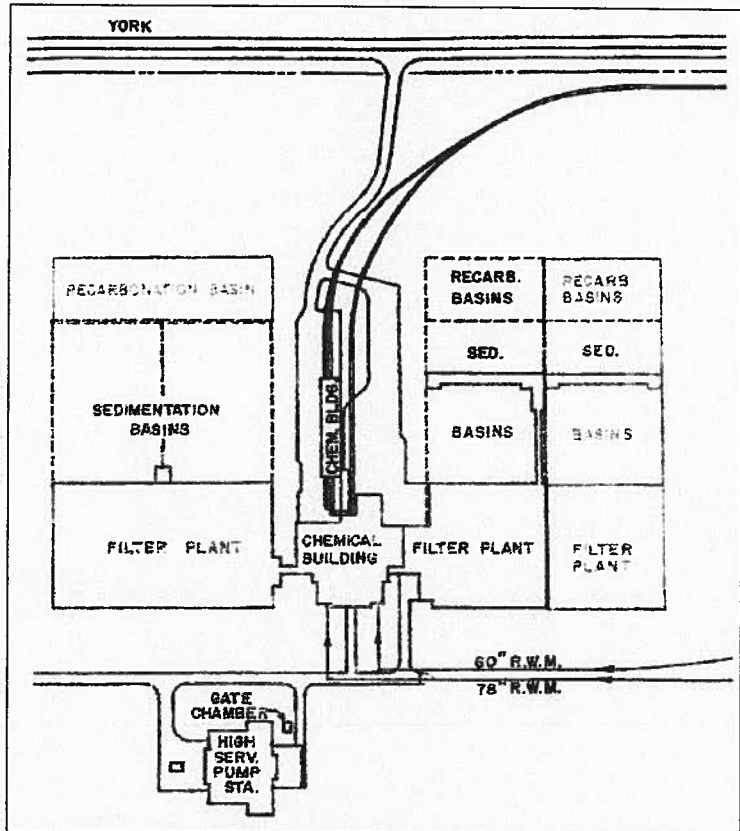 YORK
RECARBONATION BASIN
RECARB.
BASINS
RECARB
BASINS
SED.
SED.
SEDIMENTATION
BASINS
CHEM. BLDG.
BASINS
BASINS
FILTER PLANT
CHEMICAL
BUILDING
FILTER PLANT
FILTER
PLANT
60" R.W.M.
78" R.W.M.
GATE
CHAMBER
HIGH
SERV.
PUMP
STA.